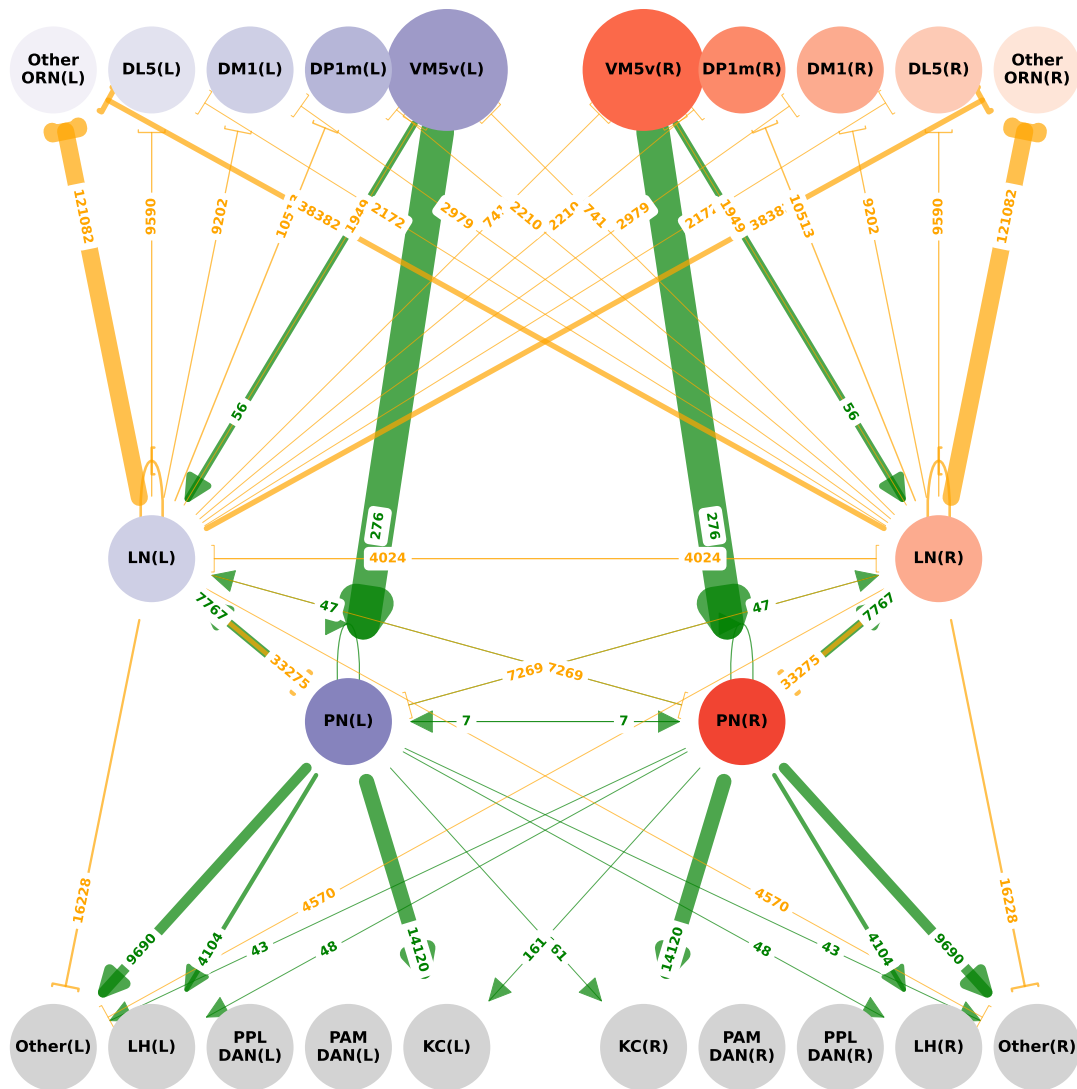 Other
ORN(L)
DL5(L)
DM1(L)
DP1m(L)
VM5v(L)
VM5v(R)
DP1m(R)
DM1(R)
DL5(R)
Other
ORN(R)
121082
9590
9202
38382
1949
2172
2979
2210
2210
741
2979
1949
10513
9202
9590
121082
56
56
276
276
LN(L)
4024
4024
LN(R)
7767
47
47
7767
33275
7269
7269
33275
PN(L)
7
7
PN(R)
16228
4570
4570
16228
9690
4104
43
48
14120
161
14120
48
43
4104
9690
Other(L)
LH(L)
PPL
DAN(L)
PAM
DAN(L)
KC(L)
KC(R)
PAM
DAN(R)
PPL
DAN(R)
LH(R)
Other(R)